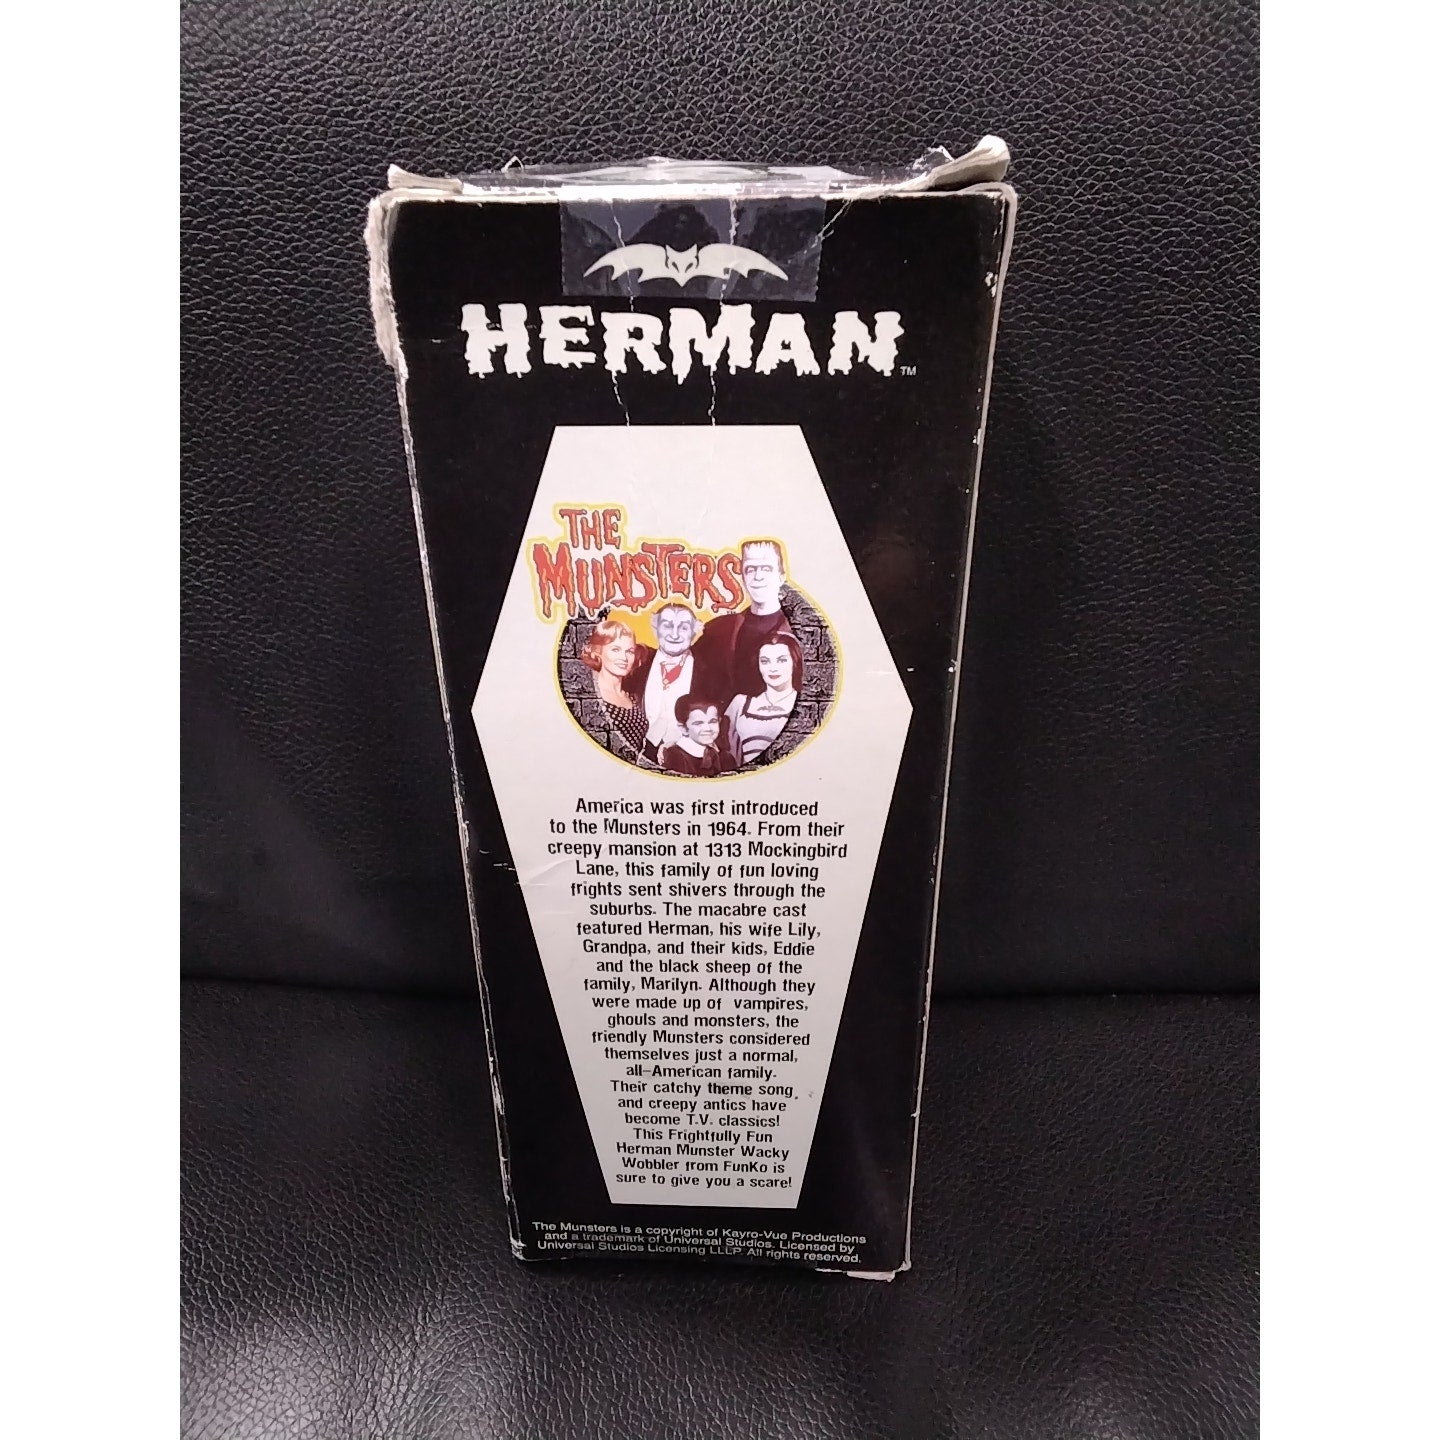 HERMAN™
THE
MUNSTERS
America was first introduced
to the Munsters in 1964. From their
creepy mansion at 1313 Mockingbird
Lane, this family of fun loving
frights sent shivers through the
suburbs. The macabre cast
featured Herman, his wife Lily,
Grandpa, and their kids, Eddie
and the black sheep of the
family, Marilyn. Although they
were made up of vampires,
ghouls and monsters, the
friendly Munsters considered
themselves just a normal,
all-American family.
Their catchy theme song
and creepy antics have
become T.V. classics!
This Frightfully Fun
Herman Munster Wacky
Wobbler from FunKo is
sure to give you a scare!
The Munsters is a copyright of Kayro-Vue Productions
and a trademark of Universal Studios. Licensed by
Universal Studios Licensing LLLP. All rights reserved.